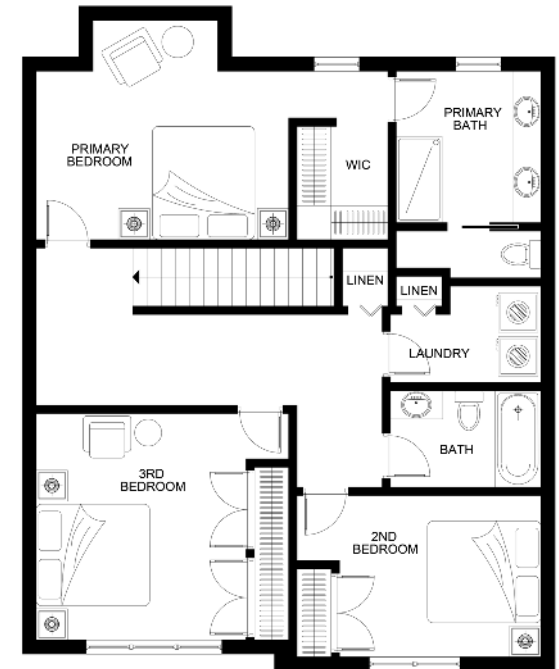 PRIMARY
BATH
PRIMARY
BEDROOM
WIC
LINEN
LINEN
LAUNDRY
BATH
3RD
BEDROOM
2ND
BEDROOM